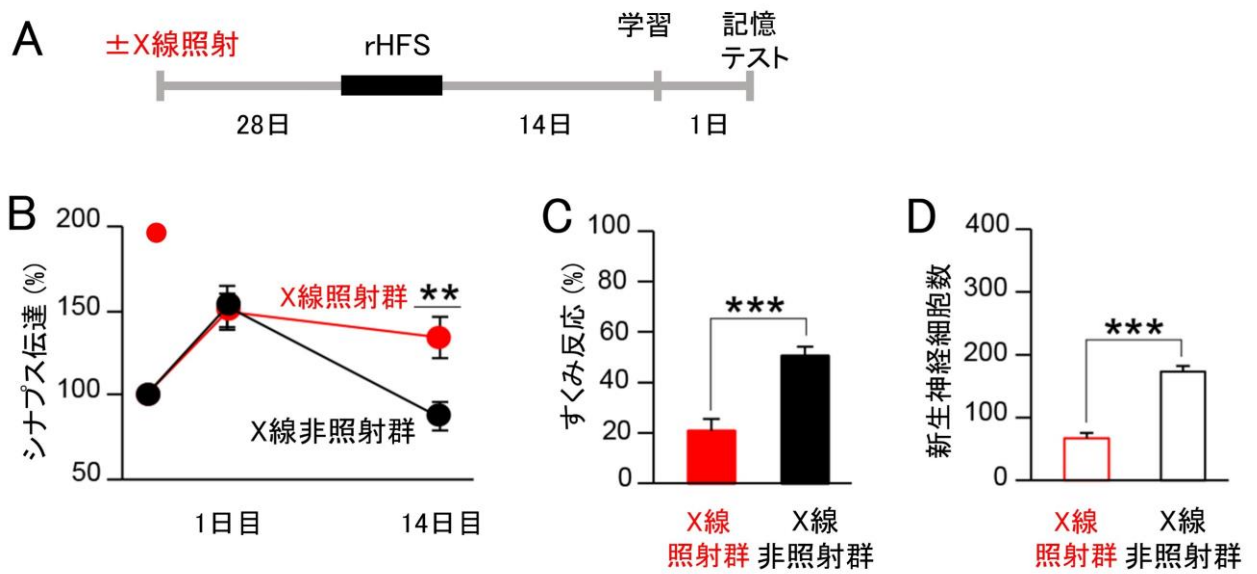 A
±X線照射
rHFS
学習
記憶
テスト
28日
14日
1日
B
シナプス伝達 (%)
200
150
100
50
X線照射群
**
X線非照射群
1日目
14日目
C
すくみ反応 (%)
100
80
60
40
20
0
***
X線
照射群
X線
非照射群
D
新生神経細胞数
400
300
200
100
0
***
X線
照射群
X線
非照射群